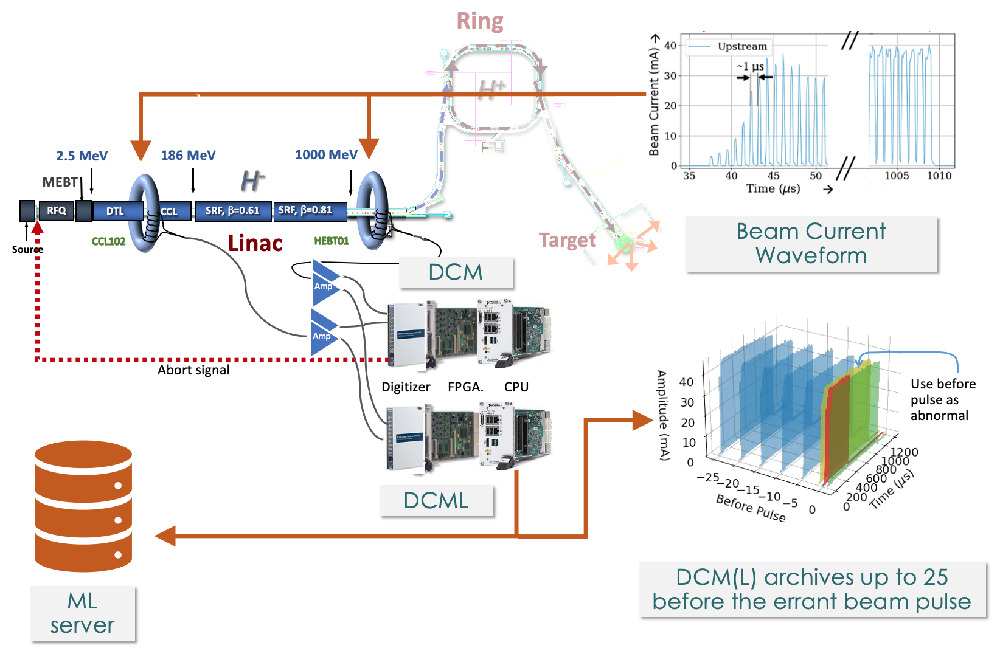 Ring
H⁺
40
30
20
10
0
Beam Current (mA) →
Upstream
~1 µs
35
40
45
50
1005
1010
Time (µs) →
Beam Current
Waveform
2.5 MeV
186 MeV
1000 MeV
MEBT
H⁻
RFQ
DTL
CCL
SRF, β=0.61
SRF, β=0.81
Source
CCL102
Linac
HEBT01
Target
DCM
Amp
Amp
Abort signal
Digitizer
FPGA.
CPU
DCML
Amplitude (mA)
40
30
20
10
0
−25
−20
−15
−10
−5
0
Before Pulse
0
200
400
600
800
1000
1200
Time (µs)
Use before
pulse as
abnormal
ML
server
DCM(L) archives up to 25
before the errant beam pulse